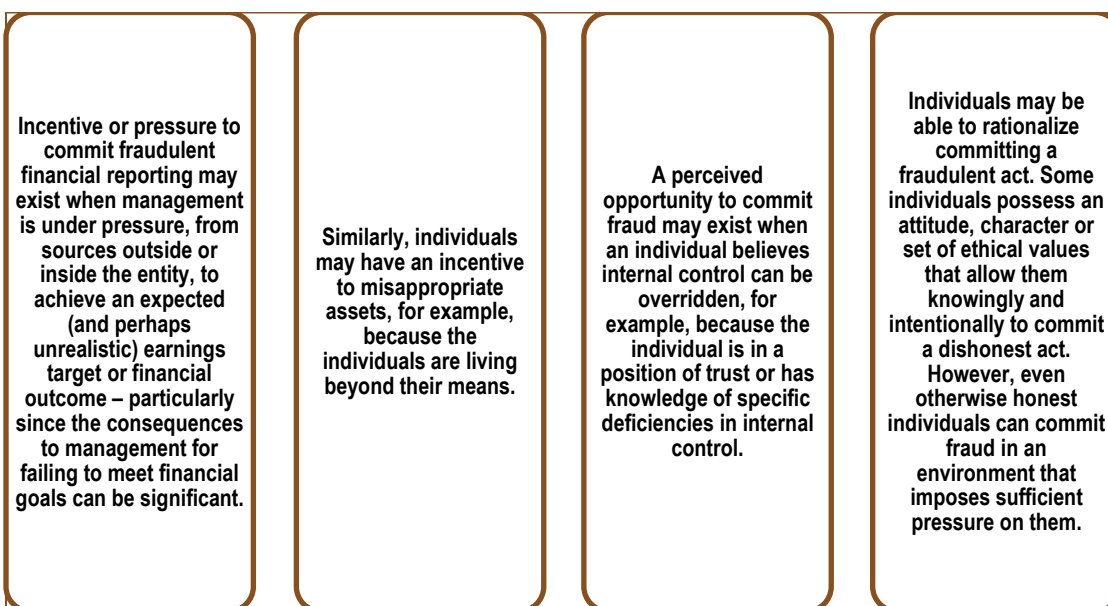 Incentive or pressure to
commit fraudulent
financial reporting may
exist when management
is under pressure, from
sources outside or
inside the entity, to
achieve an expected
(and perhaps
unrealistic) earnings
target or financial
outcome – particularly
since the consequences
to management for
failing to meet financial
goals can be significant.
Similarly, individuals
may have an incentive
to misappropriate
assets, for example,
because the
individuals are living
beyond their means.
A perceived
opportunity to commit
fraud may exist when
an individual believes
internal control can be
overridden, for
example, because the
individual is in a
position of trust or has
knowledge of specific
deficiencies in internal
control.
Individuals may be
able to rationalize
committing a
fraudulent act. Some
individuals possess an
attitude, character or
set of ethical values
that allow them
knowingly and
intentionally to commit
a dishonest act.
However, even
otherwise honest
individuals can commit
fraud in an
environment that
imposes sufficient
pressure on them.